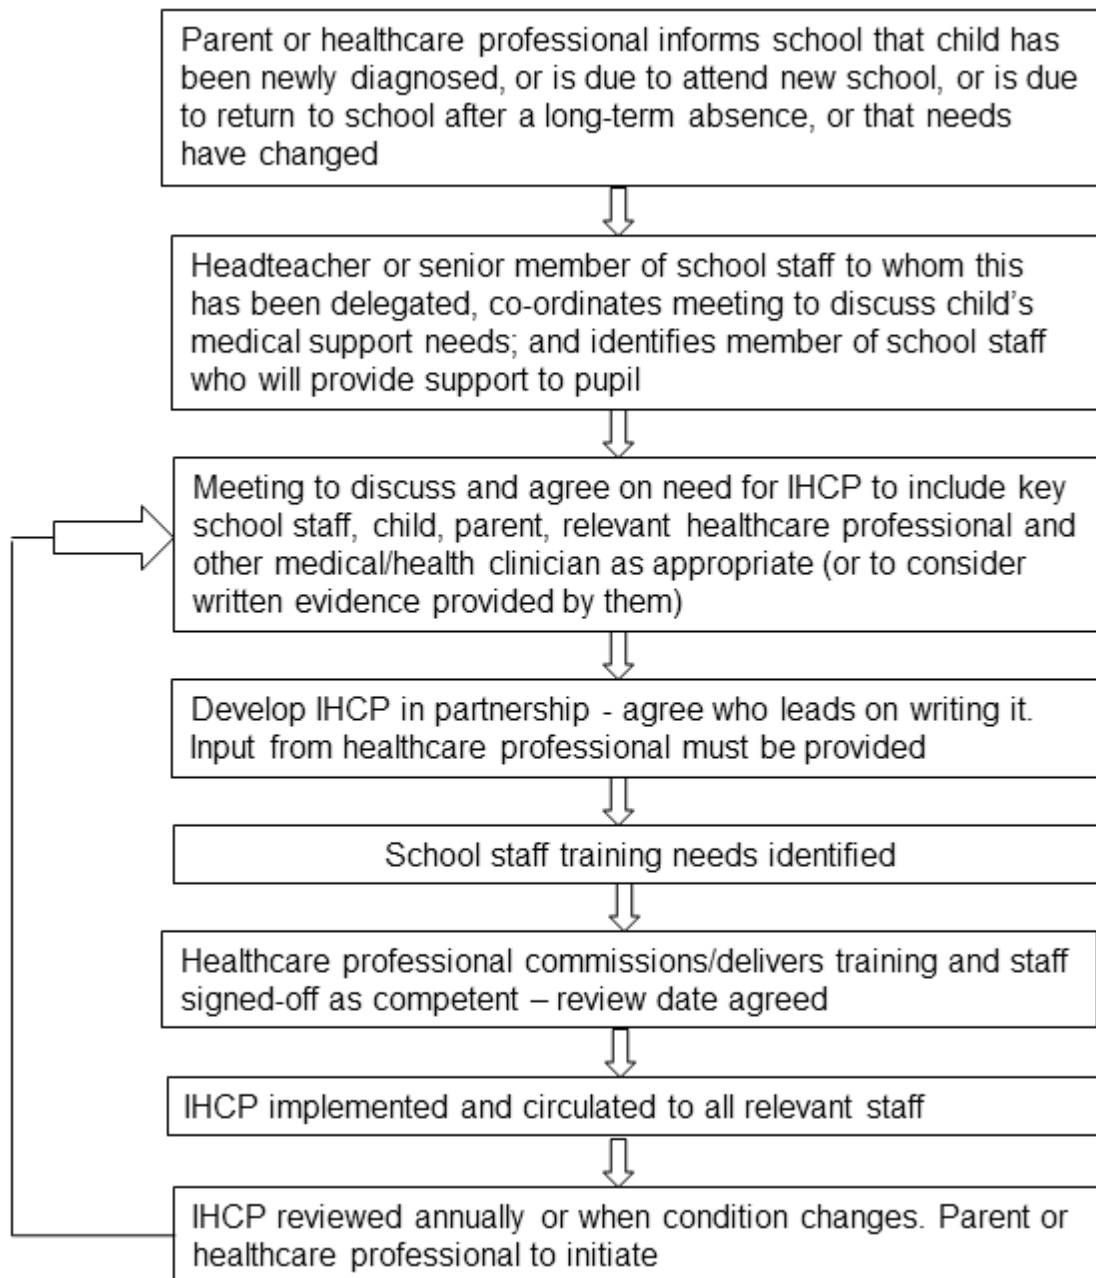 Parent or healthcare professional informs school that child has
been newly diagnosed, or is due to attend new school, or is due
to return to school after a long-term absence, or that needs
have changed
Headteacher or senior member of school staff to whom this
has been delegated, co-ordinates meeting to discuss child's
medical support needs; and identifies member of school staff
who will provide support to pupil
Meeting to discuss and agree on need for IHCP to include key
school staff, child, parent, relevant healthcare professional and
other medical/health clinician as appropriate (or to consider
written evidence provided by them)
Develop IHCP in partnership - agree who leads on writing it.
Input from healthcare professional must be provided
School staff training needs identified
Healthcare professional commissions/delivers training and staff
signed-off as competent – review date agreed
IHCP implemented and circulated to all relevant staff
IHCP reviewed annually or when condition changes. Parent or
healthcare professional to initiate